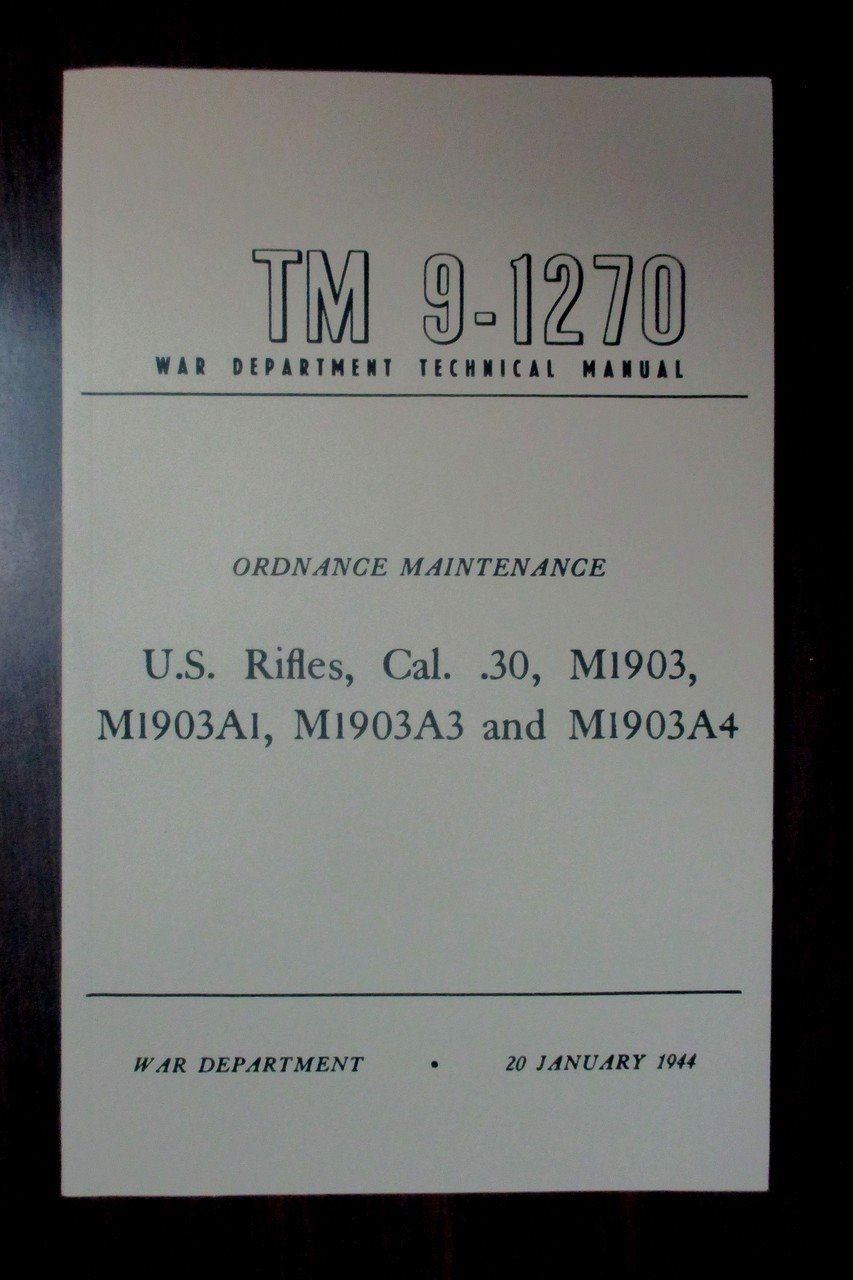 TM 9-1270
WAR DEPARTMENT TECHNICAL MANUAL
ORDNANCE MAINTENANCE
U.S. Rifles, Cal. .30, M1903,
M1903A1, M1903A3 and M1903A4
WAR DEPARTMENT • 20 JANUARY 1944